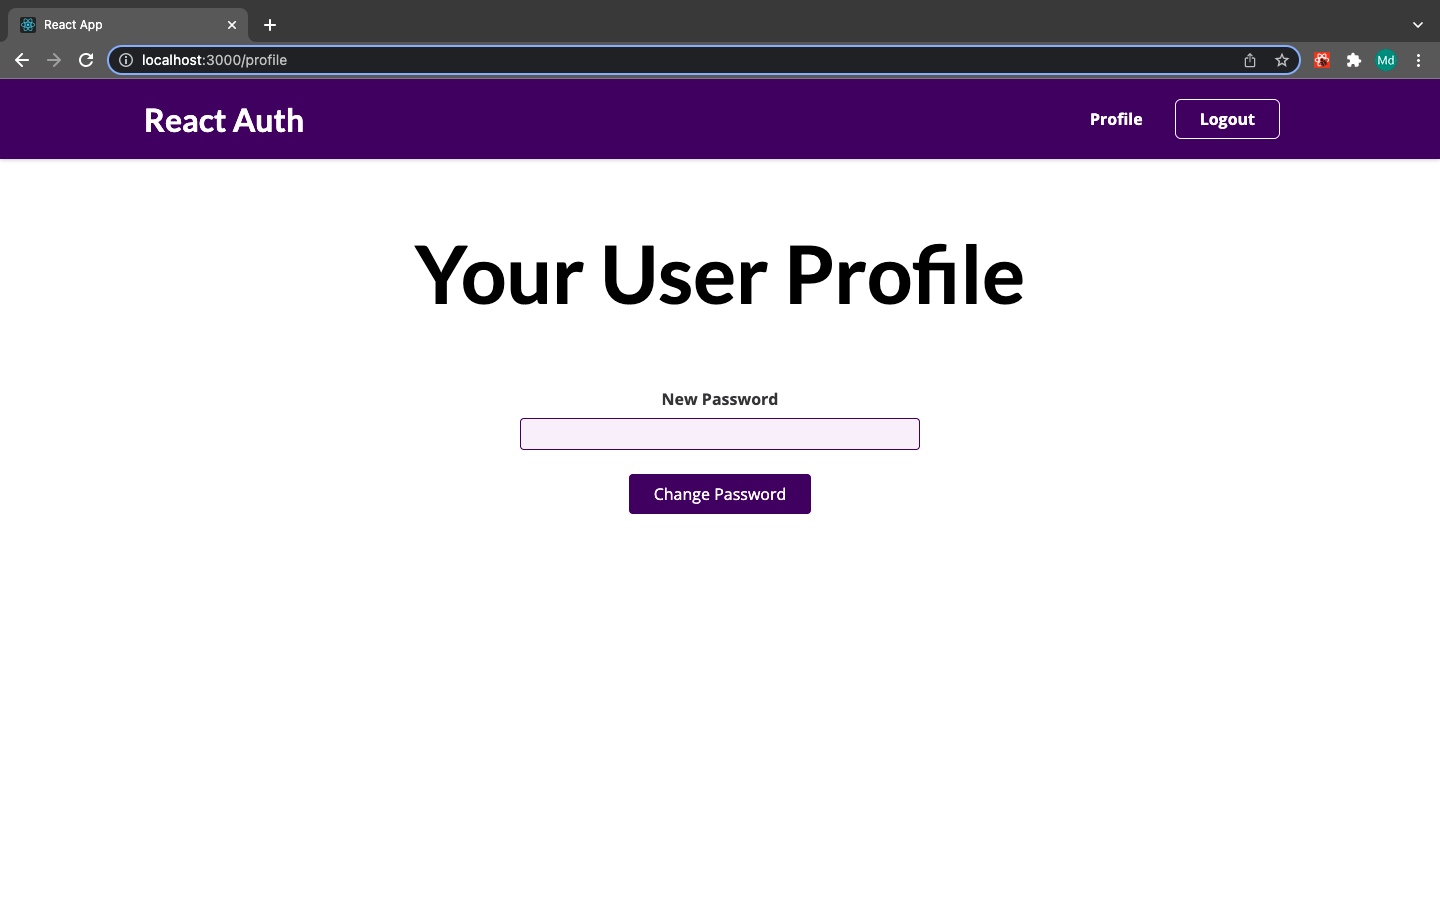 React App
localhost:3000/profile
Md
React Auth
Profile
Logout
Your User Profile
New Password
Change Password